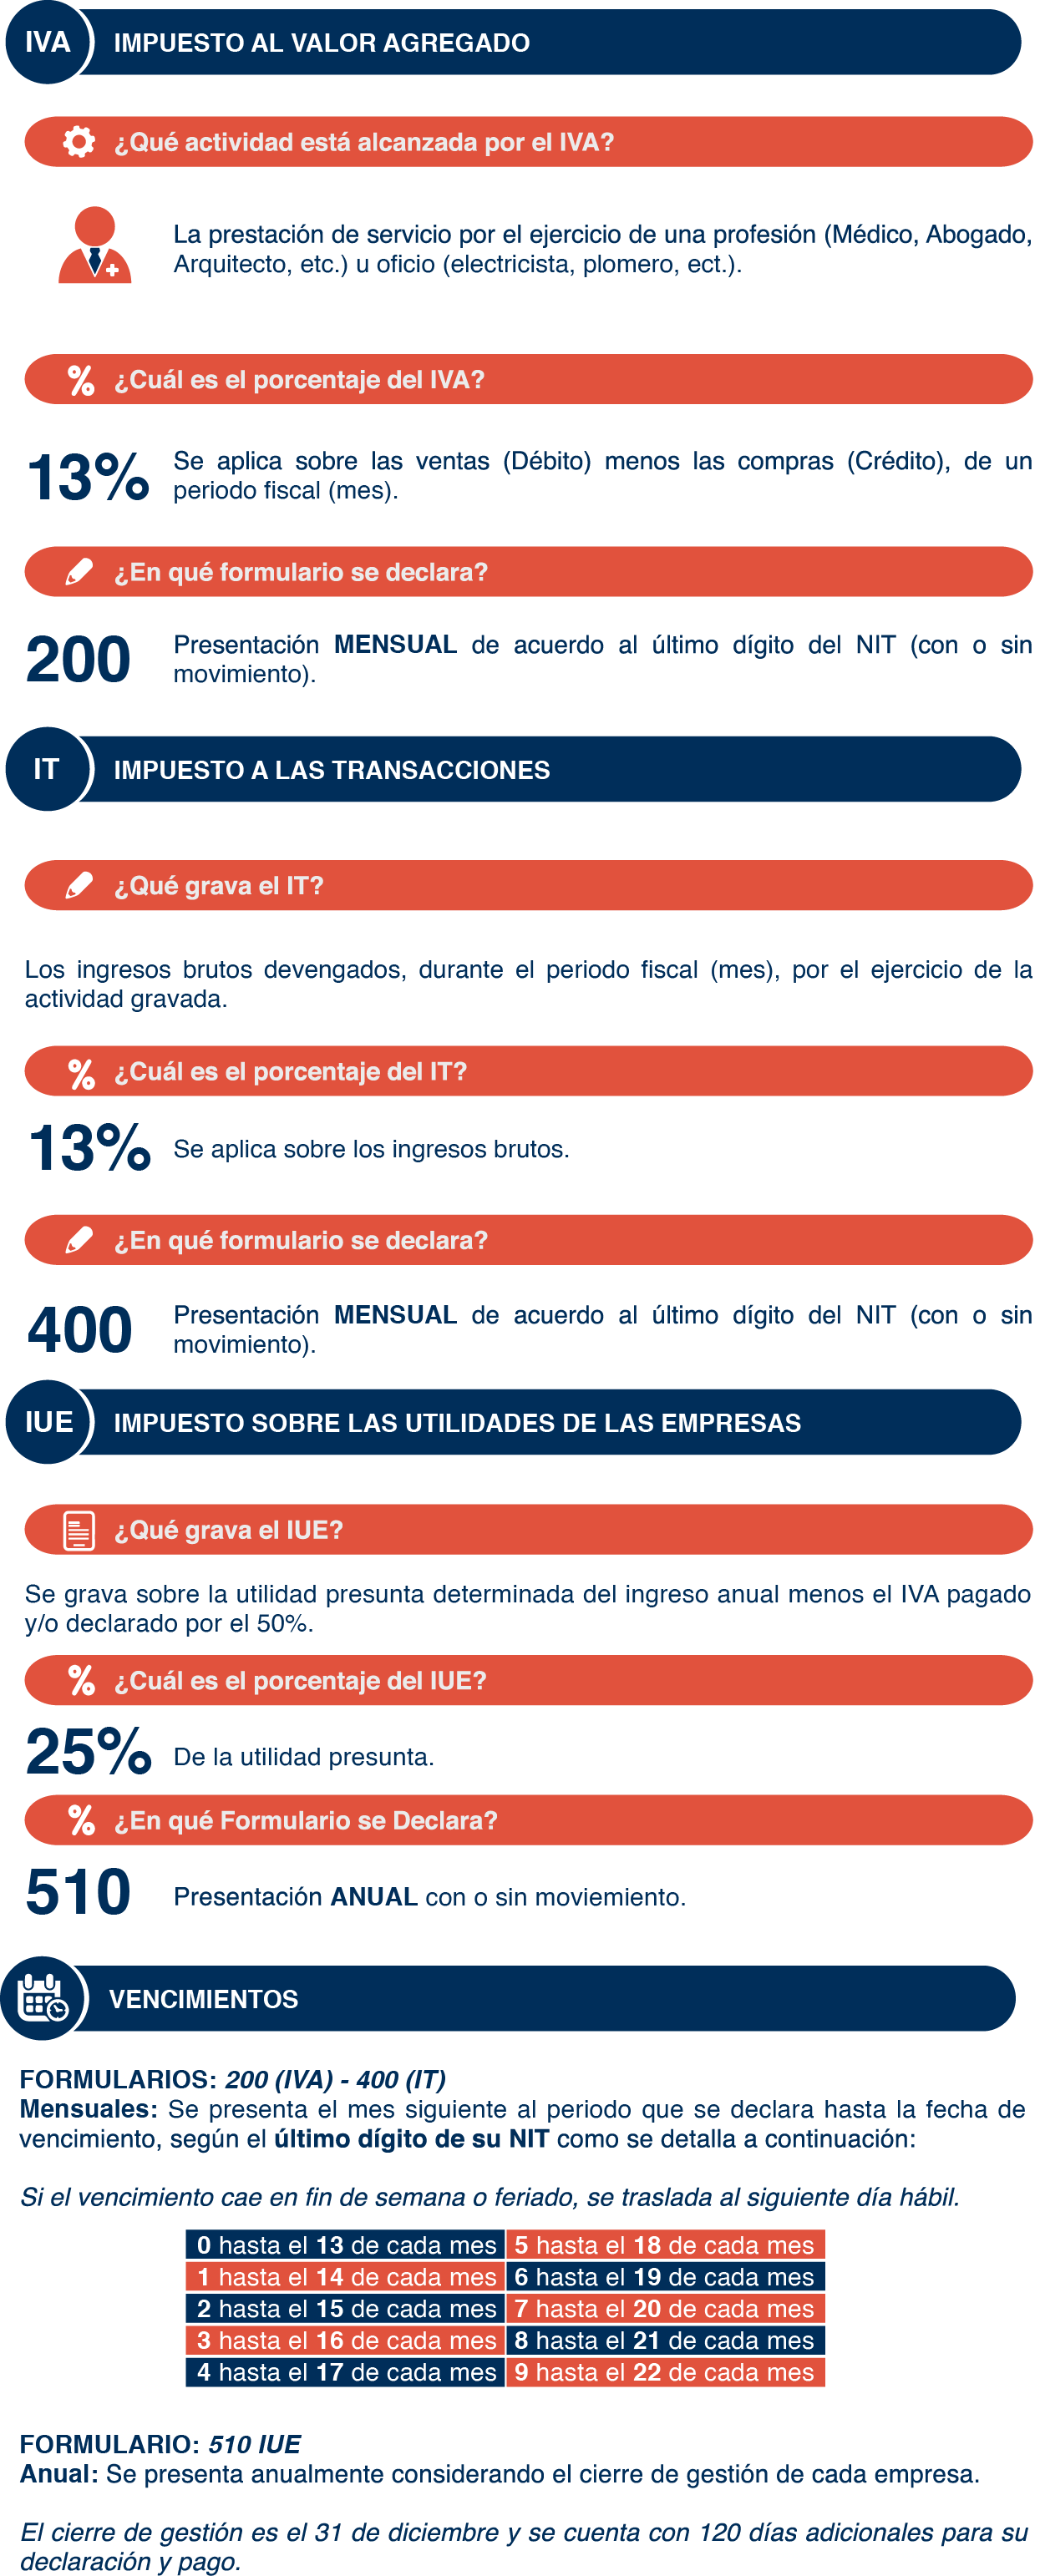 IVA
IMPUESTO AL VALOR AGREGADO
¿Qué actividad está alcanzada por el IVA?
La prestación de servicio por el ejercicio de una profesión (Médico, Abogado,
Arquitecto, etc.) u oficio (electricista, plomero, ect.).
% ¿Cuál es el porcentaje del IVA?
13%
Se aplica sobre las ventas (Débito) menos las compras (Crédito), de un
periodo fiscal (mes).
¿En qué formulario se declara?
200
Presentación MENSUAL de acuerdo al último dígito del NIT (con o sin
movimiento).
IT
IMPUESTO A LAS TRANSACCIONES
¿Qué grava el IT?
Los ingresos brutos devengados, durante el periodo fiscal (mes), por el ejercicio de la
actividad gravada.
% ¿Cuál es el porcentaje del IT?
13%
Se aplica sobre los ingresos brutos.
¿En qué formulario se declara?
400
Presentación MENSUAL de acuerdo al último dígito del NIT (con o sin
movimiento).
IUE
IMPUESTO SOBRE LAS UTILIDADES DE LAS EMPRESAS
¿Qué grava el IUE?
Se grava sobre la utilidad presunta determinada del ingreso anual menos el IVA pagado
y/o declarado por el 50%.
% ¿Cuál es el porcentaje del IUE?
25%
De la utilidad presunta.
% ¿En qué Formulario se Declara?
510
Presentación ANUAL con o sin moviemiento.
VENCIMIENTOS
FORMULARIOS: 200 (IVA) - 400 (IT)
Mensuales: Se presenta el mes siguiente al periodo que se declara hasta la fecha de
vencimiento, según el último dígito de su NIT como se detalla a continuación:
Si el vencimiento cae en fin de semana o feriado, se traslada al siguiente día hábil.
0 hasta el 13 de cada mes 5 hasta el 18 de cada mes
1 hasta el 14 de cada mes 6 hasta el 19 de cada mes
2 hasta el 15 de cada mes 7 hasta el 20 de cada mes
3 hasta el 16 de cada mes 8 hasta el 21 de cada mes
4 hasta el 17 de cada mes 9 hasta el 22 de cada mes
FORMULARIO: 510 IUE
Anual: Se presenta anualmente considerando el cierre de gestión de cada empresa.
El cierre de gestión es el 31 de diciembre y se cuenta con 120 días adicionales para su
declaración y pago.